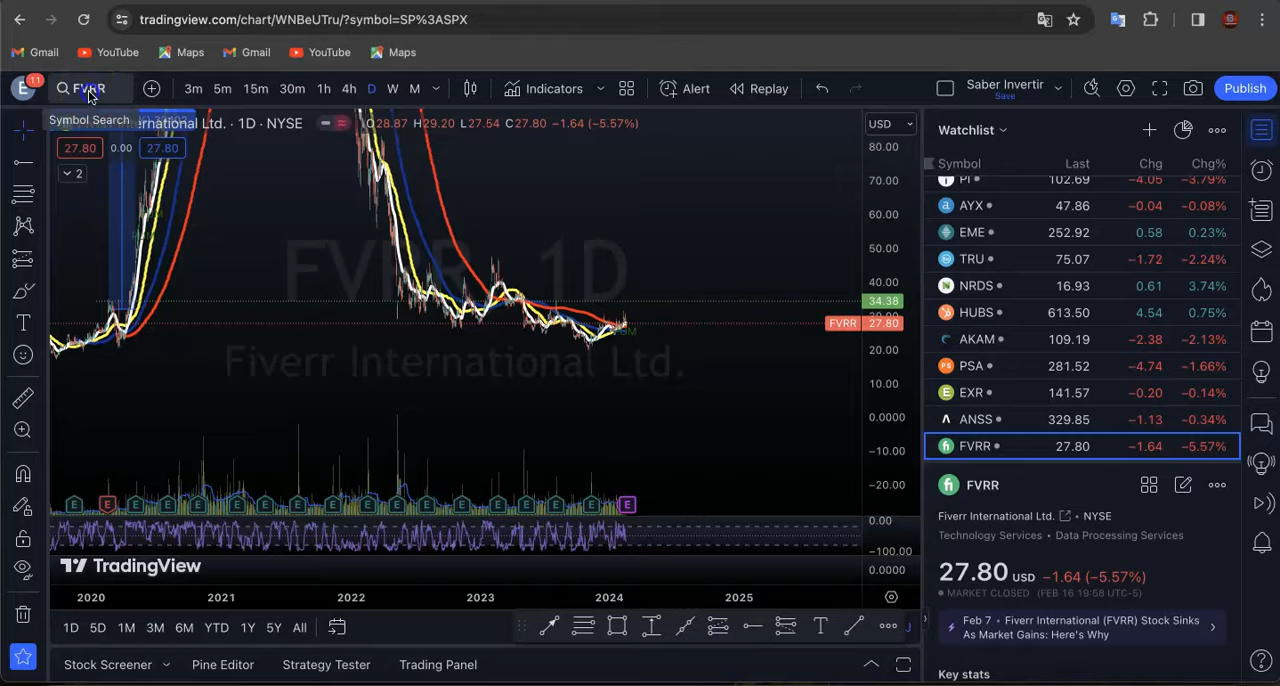 tradingview.com/chart/WNBeUTru/?symbol=SP%3ASPX
Gmail YouTube Maps Gmail YouTube Maps
E 11 FVRR 3m 5m 15m 30m 1h 4h D W M Indicators Alert Replay Saber Invertir Save Publish
Symbol Search
International Ltd. · 1D · NYSE O28.87 H29.20 L27.54 C27.80 −1.64 (−5.57%)
27.80 0.00 27.80
2
USD
80.00
70.00
60.00
50.00
40.00
34.38
30.00
FVRR 27.80
20.00
10.00
0.0000
−10.00
−20.00
0.00
−100.00
0.0000
FVRR 1D
Fiverr International Ltd.
TradingView
2020 2021 2022 2023 2024 2025
1D 5D 1M 3M 6M YTD 1Y 5Y All
Stock Screener Pine Editor Strategy Tester Trading Panel
Watchlist
Symbol Last Chg Chg%
PI 102.69 −4.05 −3.79%
AYX 47.86 −0.04 −0.08%
EME 252.92 0.58 0.23%
TRU 75.07 −1.72 −2.24%
NRDS 16.93 0.61 3.74%
HUBS 613.50 4.54 0.75%
AKAM 109.19 −2.38 −2.13%
PSA 281.52 −4.74 −1.66%
EXR 141.57 −0.20 −0.14%
ANSS 329.85 −1.13 −0.34%
FVRR 27.80 −1.64 −5.57%
FVRR
Fiverr International Ltd. • NYSE
Technology Services • Data Processing Services
27.80 USD −1.64 (−5.57%)
MARKET CLOSED (FEB 16 19:58 UTC-5)
Feb 7 • Fiverr International (FVRR) Stock Sinks
As Market Gains: Here's Why
Key stats